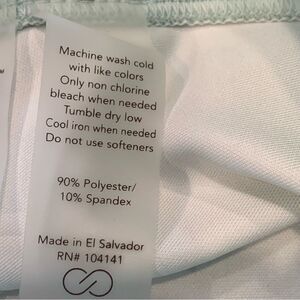 Machine wash cold
with like colors
Only non chlorine
bleach when needed
Tumble dry low
Cool iron when needed
Do not use softeners
90% Polyester/
10% Spandex
Made in El Salvador
RN# 104141